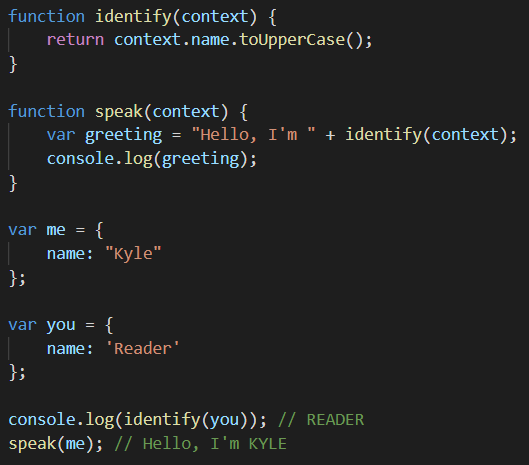 function identify(context) {
    return context.name.toUpperCase();
}

function speak(context) {
    var greeting = "Hello, I'm " + identify(context);
    console.log(greeting);
}

var me = {
    name: "Kyle"
};

var you = {
    name: 'Reader'
};

console.log(identify(you)); // READER
speak(me); // Hello, I'm KYLE